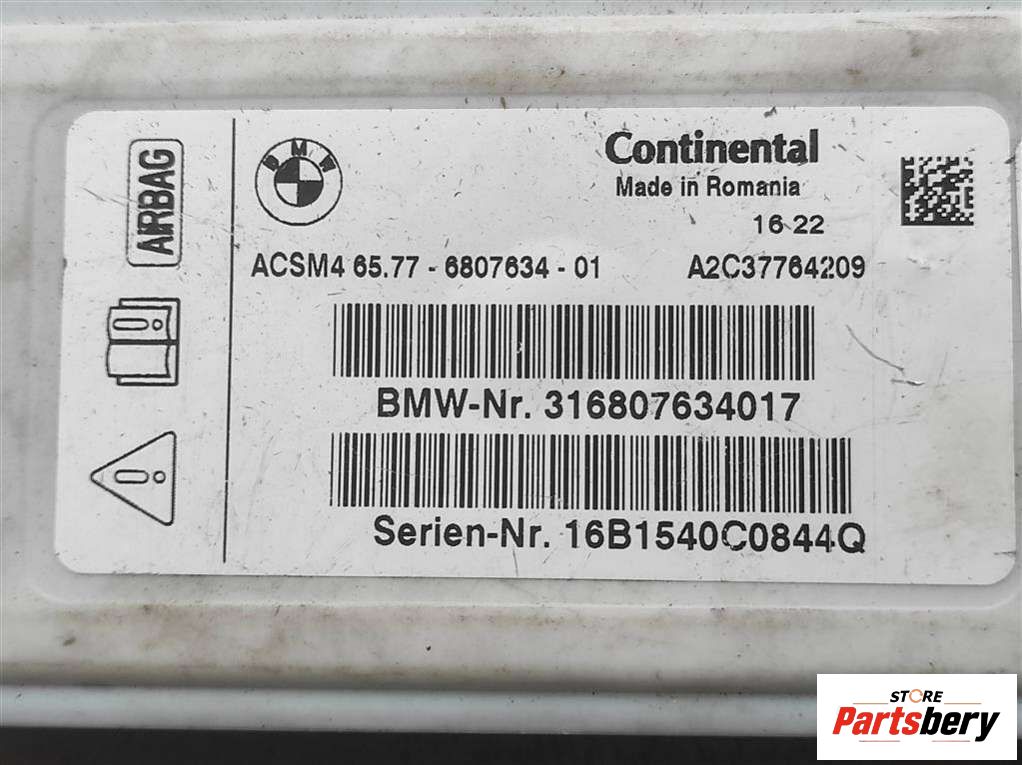 AIRBAG
BMW
Continental
Made in Romania
16 22
ACSM4 65.77 - 6807634 - 01 A2C37764209
BMW-Nr. 316807634017
Serien-Nr. 16B1540C0844Q
STORE
Partsbery